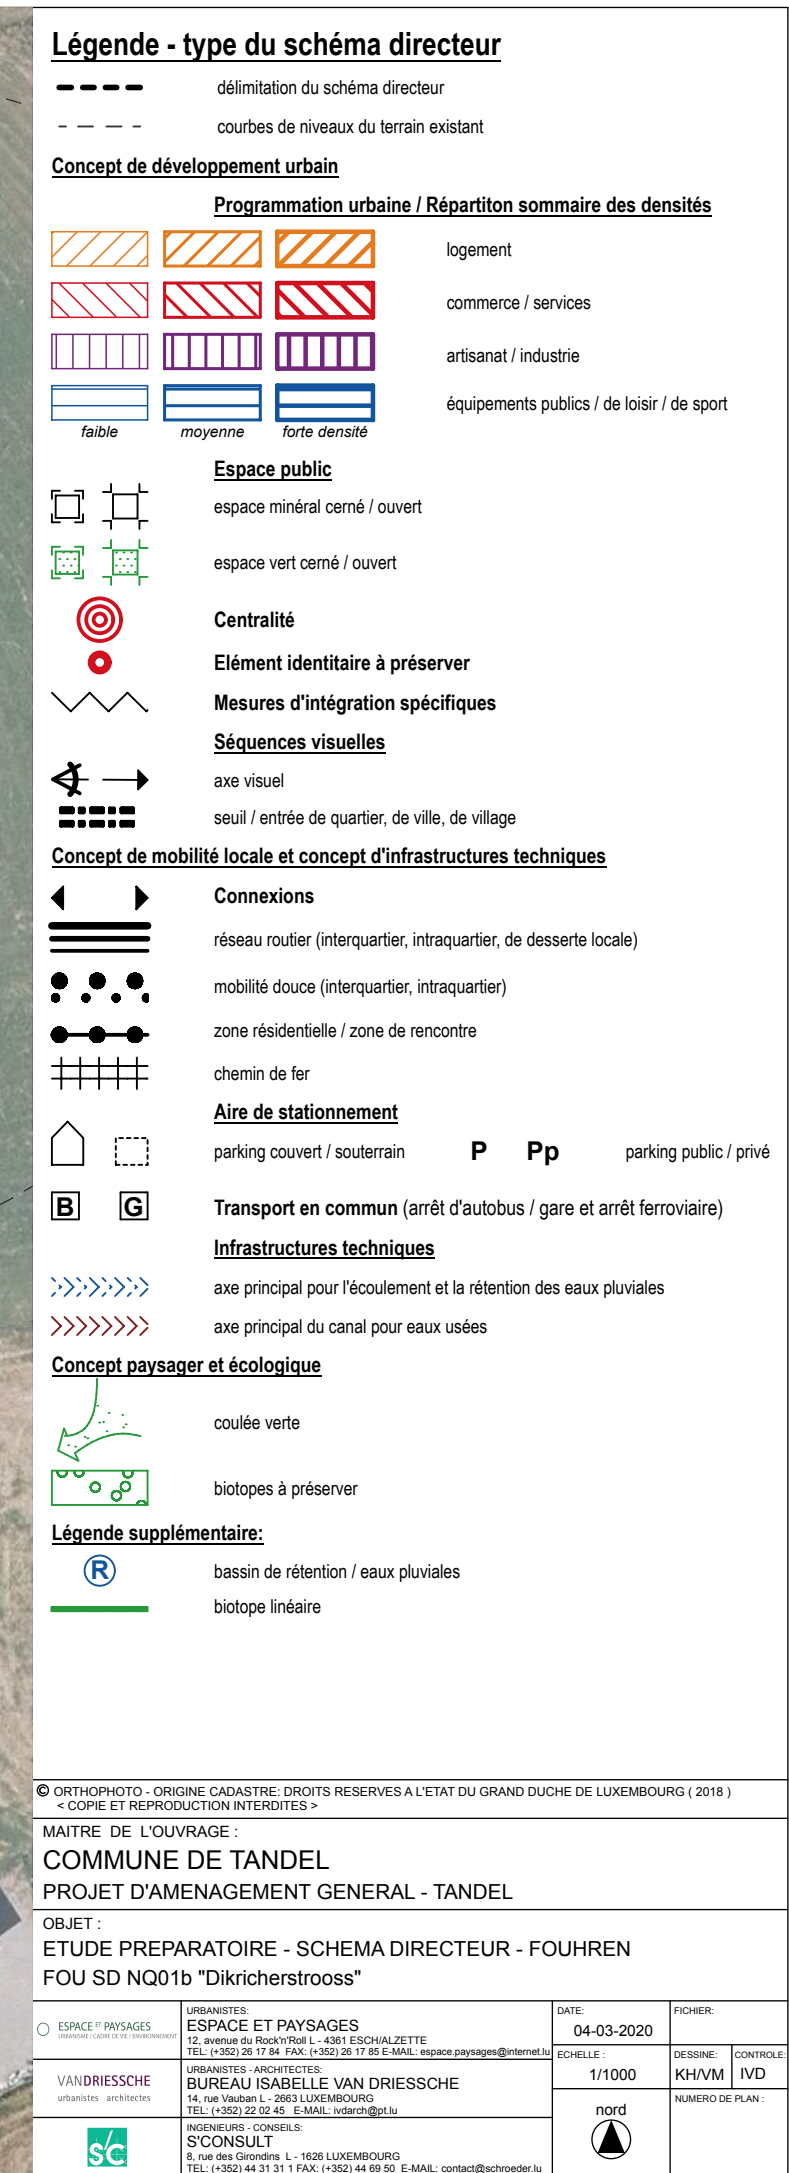 Légende - type du schéma directeur
délimitation du schéma directeur
courbes de niveaux du terrain existant
Concept de développement urbain
Programmation urbaine / Répartiton sommaire des densités
logement
commerce / services
artisanat / industrie
équipements publics / de loisir / de sport
faible moyenne forte densité
Espace public
espace minéral cerné / ouvert
espace vert cerné / ouvert
Centralité
Elément identitaire à préserver
Mesures d'intégration spécifiques
Séquences visuelles
axe visuel
seuil / entrée de quartier, de ville, de village
Concept de mobilité locale et concept d'infrastructures techniques
Connexions
réseau routier (interquartier, intraquartier, de desserte locale)
mobilité douce (interquartier, intraquartier)
zone résidentielle / zone de rencontre
chemin de fer
Aire de stationnement
parking couvert / souterrain P Pp parking public / privé
B G Transport en commun (arrêt d'autobus / gare et arrêt ferroviaire)
Infrastructures techniques
axe principal pour l'écoulement et la rétention des eaux pluviales
axe principal du canal pour eaux usées
Concept paysager et écologique
coulée verte
biotopes à préserver
Légende supplémentaire:
R bassin de rétention / eaux pluviales
biotope linéaire
© ORTHOPHOTO - ORIGINE CADASTRE: DROITS RESERVES A L'ETAT DU GRAND DUCHE DE LUXEMBOURG ( 2018 )
< COPIE ET REPRODUCTION INTERDITES >
MAITRE DE L'OUVRAGE :
COMMUNE DE TANDEL
PROJET D'AMENAGEMENT GENERAL - TANDEL
OBJET :
ETUDE PREPARATOIRE - SCHEMA DIRECTEUR - FOUHREN
FOU SD NQ01b "Dikricherstrooss"
ESPACE ET PAYSAGES
URBANISME / CADRE DE VIE / ENVIRONNEMENT
URBANISTES:
ESPACE ET PAYSAGES
12, avenue du Rock'n'Roll L - 4361 ESCH/ALZETTE
TEL: (+352) 26 17 84 FAX: (+352) 26 17 85 E-MAIL: espace.paysages@internet.lu
DATE:
04-03-2020
FICHIER:
VANDRIESSCHE
urbanistes architectes
URBANISTES - ARCHITECTES:
BUREAU ISABELLE VAN DRIESSCHE
14, rue Vauban L - 2663 LUXEMBOURG
TEL: (+352) 22 02 45 E-MAIL: ivdarch@pt.lu
ECHELLE :
1/1000
DESSINE:
KH/VM
CONTROLE:
IVD
s/c
INGENIEURS - CONSEILS:
S'CONSULT
8, rue des Girondins L - 1626 LUXEMBOURG
TEL: (+352) 44 31 31 1 FAX: (+352) 44 69 50 E-MAIL: contact@schroeder.lu
nord
NUMERO DE PLAN :